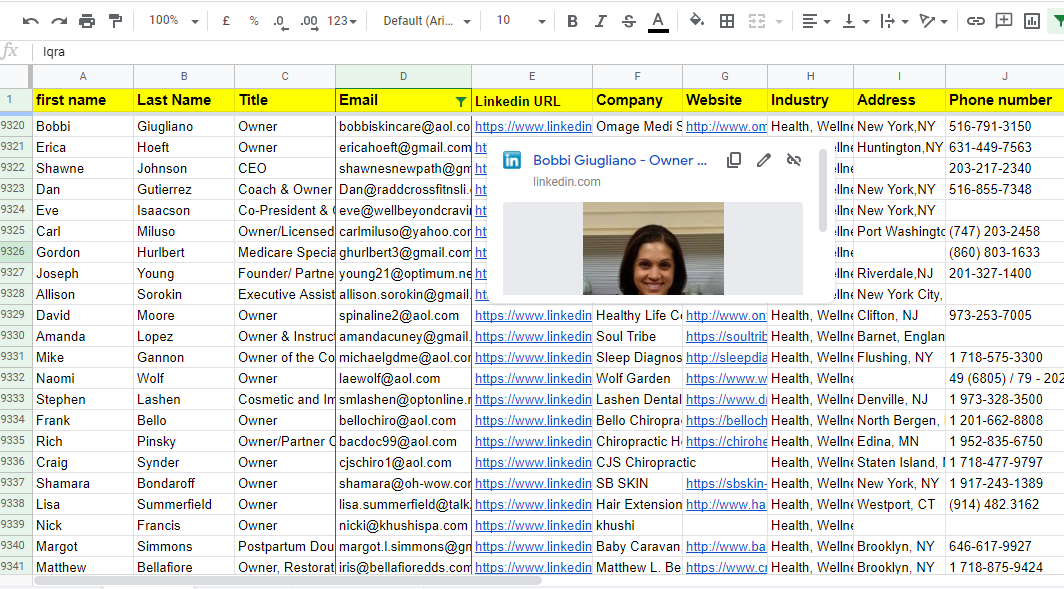 100% £ % .0 .00 123 Default (Ari... 10 B I S A
fx Iqra
A B C D E F G H I J
1 first name Last Name Title Email Linkedin URL Company Website Industry Address Phone number
9320 Bobbi Giugliano Owner bobbiskincare@aol.co https://www.linkedin Omage Medi S http://www.om Health, Wellne New York,NY 516-791-3150
9321 Erica Hoeft Owner ericahoeft@gmail.com ht llne Huntington,NY 631-449-7563
9322 Shawne Johnson CEO shawnesnewpath@gm ht llne 203-217-2340
9323 Dan Gutierrez Coach & Owner Dan@raddcrossfitnsli. ht llne New York,NY 516-855-7348
9324 Eve Isaacson Co-President & eve@wellbeyondcravi ht llne New York,NY
9325 Carl Miluso Owner/Licensed carlmiluso@yahoo.cor ht llne Port Washingto (747) 203-2458
9326 Gordon Hurlbert Medicare Specia ghurlbert3@gmail.com ht llne (860) 803-1633
9327 Joseph Young Founder/ Partne young21@optimum.ne ht llne Riverdale,NJ 201-327-1400
9328 Allison Sorokin Executive Assist allison.sorokin@gmail. ht llne New York City,
Bobbi Giugliano - Owner ...
linkedin.com
9329 David Moore Owner spinaline2@aol.com https://www.linkedin Healthy Life Co http://www.on Health, Wellne Clifton, NJ 973-253-7005
9330 Amanda Lopez Owner & Instruct amandacuney@gmail. https://www.linkedin Soul Tribe https://soultrib Health, Wellne Barnet, Englan
9331 Mike Gannon Owner of the Co michaelgdme@aol.cor https://www.linkedin Sleep Diagnos http://sleepdia Health, Wellne Flushing, NY 1 718-575-3300
9332 Naomi Wolf Owner laewolf@aol.com https://www.linkedin Wolf Garden https://www.w Health, Wellne 49 (6805) / 79 - 202
9333 Stephen Lashen Cosmetic and Im smlashen@optonline.r https://www.linkedin Lashen Dental https://www.d Health, Wellne Denville, NJ 1 973-328-3500
9334 Frank Bello Owner bellochiro@aol.com https://www.linkedin Bello Chiropra https://belloch Health, Wellne North Bergen, 1 201-662-8808
9335 Rich Pinsky Owner/Partner C bacdoc99@aol.com https://www.linkedin Chiropractic H https://chirohe Health, Wellne Edina, MN 1 952-835-6750
9336 Craig Synder Owner cjschiro1@aol.com https://www.linkedin CJS Chiropractic Health, Wellne Staten Island, 1 718-477-9797
9337 Shamara Bondaroff Owner shamara@oh-wow.cor https://www.linkedin SB SKIN https://sbskin- Health, Wellne New York, NY 1 917-243-1389
9338 Lisa Summerfield Owner lisa.summerfield@talk https://www.linkedin Hair Extension http://www.ha Health, Wellne Westport, CT (914) 482.3162
9339 Nick Francis Owner nicki@khushispa.com https://www.linkedin khushi Health, Wellne
9340 Margot Simmons Postpartum Dou margot.l.simmons@gr https://www.linkedin Baby Caravan http://www.ba Health, Wellne Brooklyn, NY 646-617-9927
9341 Matthew Bellafiore Owner, Restorat iris@bellafioredds.com https://www.linkedin Matthew L. Be https://www.cr Health, Wellne Brooklyn, NY 1 718-875-9424